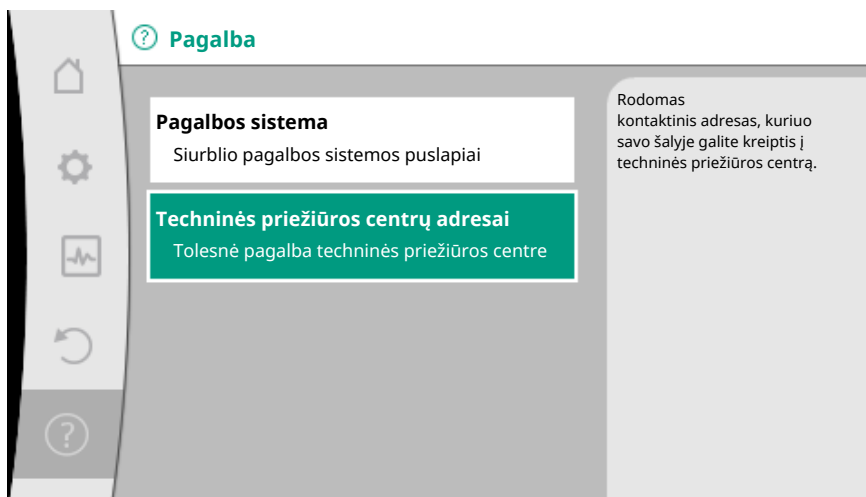 Pagalba
Pagalbos sistema
Siurblio pagalbos sistemos puslapiai
Techninės priežiūros centrų adresai
Tolesnė pagalba techninės priežiūros centre
Rodomas
kontaktinis adresas, kuriuo
savo šalyje galite kreiptis į
techninės priežiūros centrą.